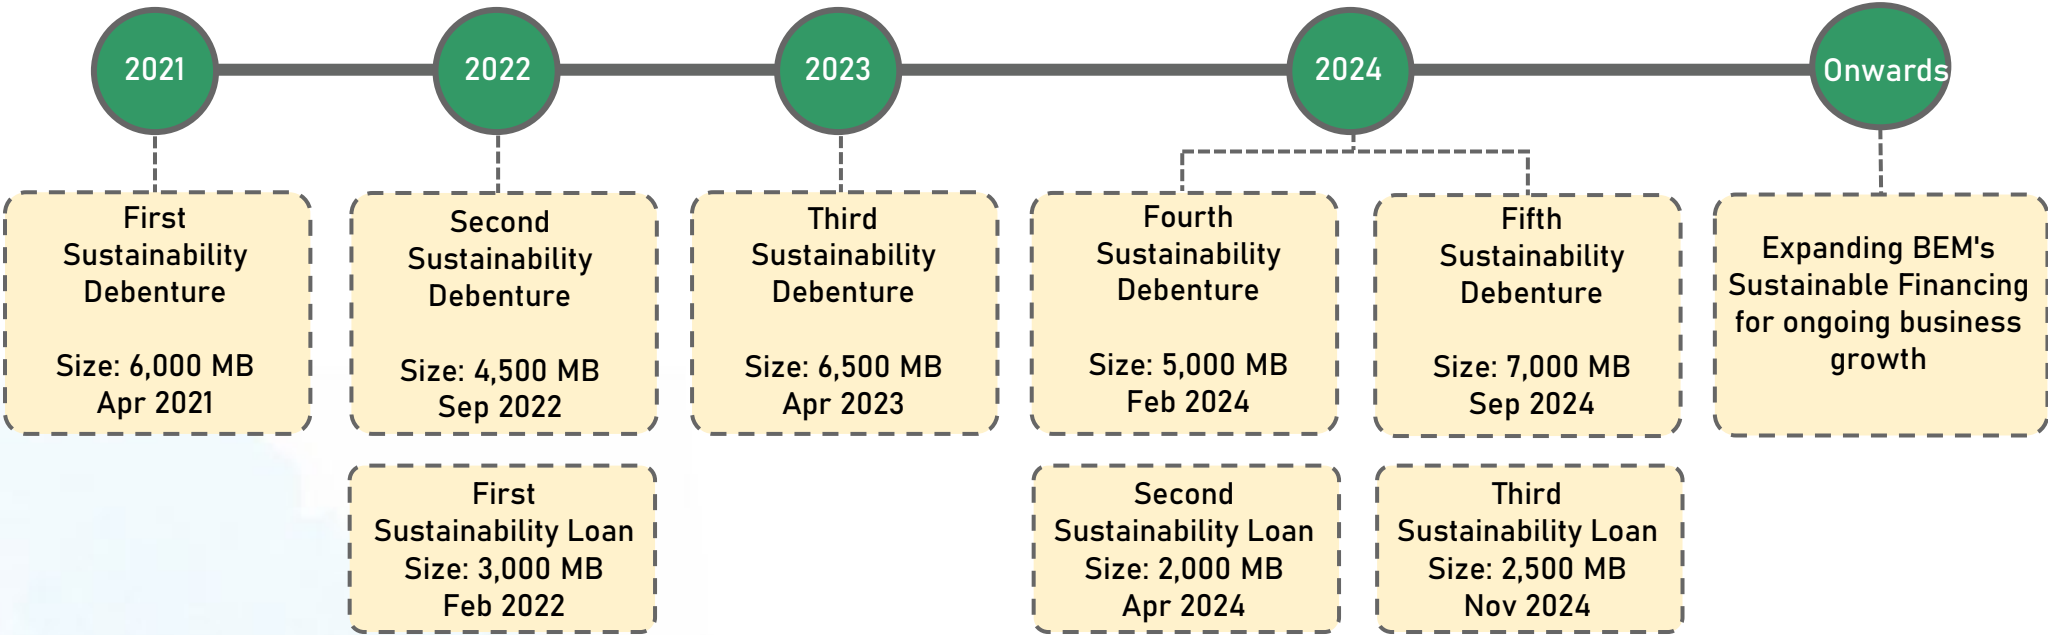 2021
2022
2023
2024
Onwards
First
Sustainability
Debenture
Size: 6,000 MB
Apr 2021
Second
Sustainability
Debenture
Size: 4,500 MB
Sep 2022
Third
Sustainability
Debenture
Size: 6,500 MB
Apr 2023
Fourth
Sustainability
Debenture
Size: 5,000 MB
Feb 2024
Fifth
Sustainability
Debenture
Size: 7,000 MB
Sep 2024
Expanding BEM's
Sustainable Financing
for ongoing business
growth
First
Sustainability Loan
Size: 3,000 MB
Feb 2022
Second
Sustainability Loan
Size: 2,000 MB
Apr 2024
Third
Sustainability Loan
Size: 2,500 MB
Nov 2024